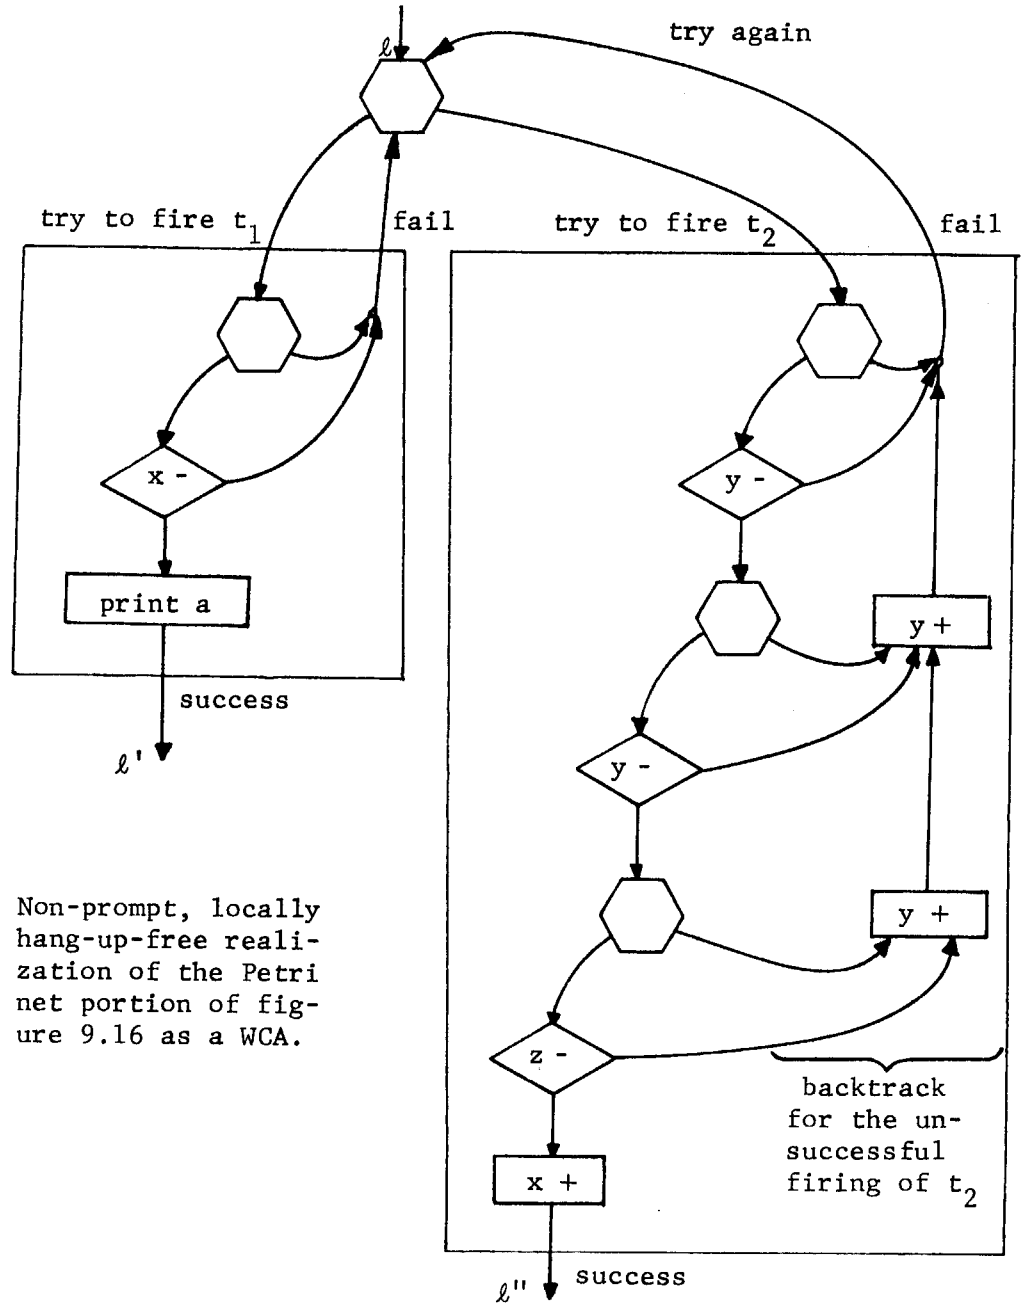 try again
ℓ
try to fire t₁
fail
try to fire t₂
fail
x -
y -
print a
y +
success
ℓ'
y -
y +
Non-prompt, locally
hang-up-free reali-
zation of the Petri
net portion of fig-
ure 9.16 as a WCA.
z -
backtrack
for the un-
successful
firing of t₂
x +
success
ℓ"